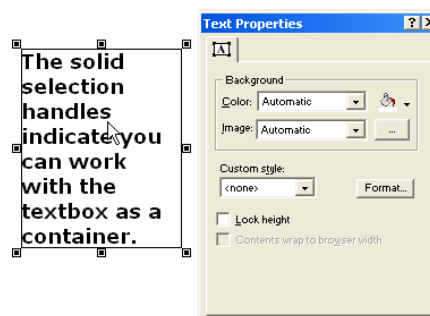 The solid
selection
handles
indicate you
can work
with the
textbox as a
container.
Text Properties
A
Background
Color: Automatic
Image: Automatic ...
Custom style:
<none> Format...
Lock height
Contents wrap to browser width